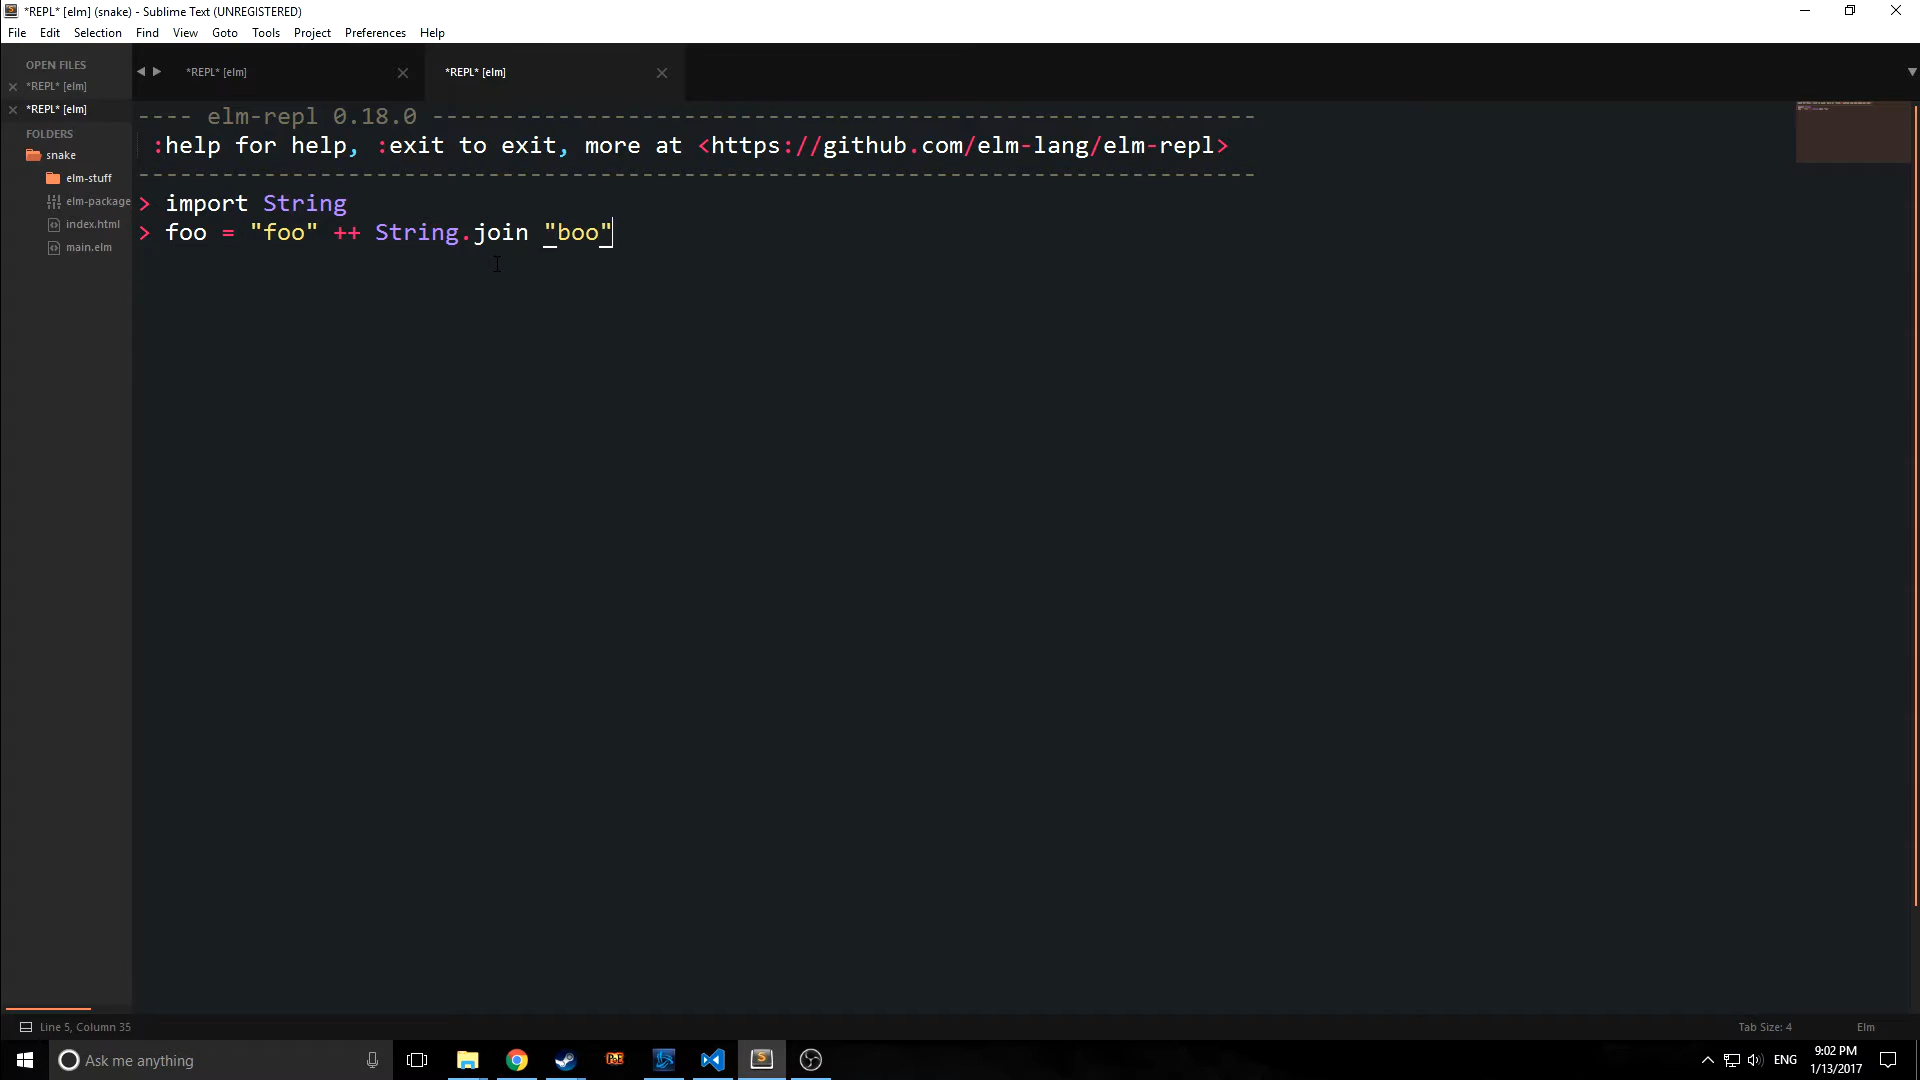 *REPL* [elm] (snake) - Sublime Text (UNREGISTERED)
File Edit Selection Find View Goto Tools Project Preferences Help
OPEN FILES
*REPL* [elm]
*REPL* [elm]
FOLDERS
snake
elm-stuff
elm-package
index.html
main.elm
*REPL* [elm]
*REPL* [elm]
---- elm-repl 0.18.0 -----------------------------------------------------------
:help for help, :exit to exit, more at <https://github.com/elm-lang/elm-repl>
--------------------------------------------------------------------------------
> import String
> foo = "foo" ++ String.join "boo"
Line 5, Column 35
Tab Size: 4
Elm
Ask me anything
PoE
ENG
9:02 PM
1/13/2017